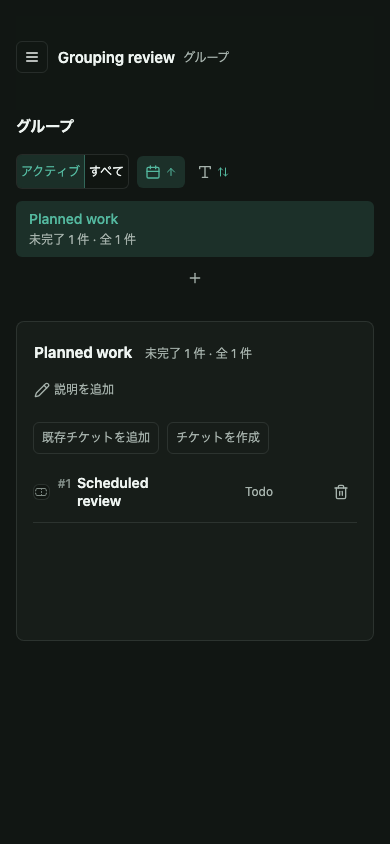 Grouping review グループ
グループ
アクティブ すべて
Planned work
未完了 1 件 · 全 1 件
Planned work 未完了 1 件 · 全 1 件
説明を追加
既存チケットを追加 チケットを作成
#1 Scheduled review Todo